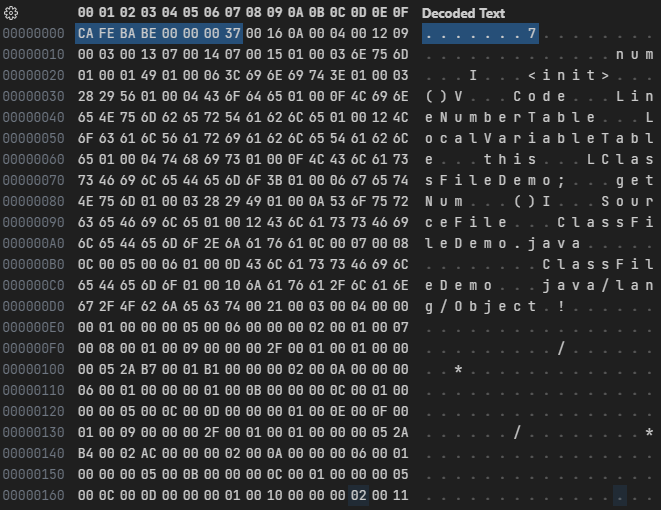 00 01 02 03 04 05 06 07 08 09 0A 0B 0C 0D 0E 0F Decoded Text
00000000 CA FE BA BE 00 00 00 37 00 16 0A 00 04 00 12 09 . . . . . . . 7 . . . . . . . .
00000010 00 03 00 13 07 00 14 07 00 15 01 00 03 6E 75 6D . . . . . . . . . . . . . n u m
00000020 01 00 01 49 01 00 06 3C 69 6E 69 74 3E 01 00 03 . . . I . . . < i n i t > . . .
00000030 28 29 56 01 00 04 43 6F 64 65 01 00 0F 4C 69 6E ( ) V . . . C o d e . . . L i n
00000040 65 4E 75 6D 62 65 72 54 61 62 6C 65 01 00 12 4C e N u m b e r T a b l e . . . L
00000050 6F 63 61 6C 56 61 72 69 61 62 6C 65 54 61 62 6C o c a l V a r i a b l e T a b l
00000060 65 01 00 04 74 68 69 73 01 00 0F 4C 43 6C 61 73 e . . . t h i s . . . L C l a s
00000070 73 46 69 6C 65 44 65 6D 6F 3B 01 00 06 67 65 74 s F i l e D e m o ; . . . g e t
00000080 4E 75 6D 01 00 03 28 29 49 01 00 0A 53 6F 75 72 N u m . . . ( ) I . . . S o u r
00000090 63 65 46 69 6C 65 01 00 12 43 6C 61 73 73 46 69 c e F i l e . . . C l a s s F i
000000A0 6C 65 44 65 6D 6F 2E 6A 61 76 61 0C 00 07 00 08 l e D e m o . j a v a . . . . .
000000B0 0C 00 05 00 06 01 00 0D 43 6C 61 73 73 46 69 6C . . . . . . . . C l a s s F i l
000000C0 65 44 65 6D 6F 01 00 10 6A 61 76 61 2F 6C 61 6E e D e m o . . . j a v a / l a n
000000D0 67 2F 4F 62 6A 65 63 74 00 21 00 03 00 04 00 00 g / O b j e c t . ! . . . . . .
000000E0 00 01 00 00 00 05 00 06 00 00 00 02 00 01 00 07 . . . . . . . . . . . . . . . .
000000F0 00 08 00 01 00 09 00 00 00 2F 00 01 00 01 00 00 . . . . . . . . . / . . . . . .
00000100 00 05 2A B7 00 01 B1 00 00 00 02 00 0A 00 00 00 . . * . . . . . . . . . . . . .
00000110 06 00 01 00 00 00 01 00 0B 00 00 00 0C 00 01 00 . . . . . . . . . . . . . . . .
00000120 00 00 05 00 0C 00 0D 00 00 00 01 00 0E 00 0F 00 . . . . . . . . . . . . . . . .
00000130 01 00 09 00 00 00 2F 00 01 00 01 00 00 00 05 2A . . . . . . / . . . . . . . . *
00000140 B4 00 02 AC 00 00 00 02 00 0A 00 00 00 06 00 01 . . . . . . . . . . . . . . . .
00000150 00 00 00 05 00 0B 00 00 00 0C 00 01 00 00 00 05 . . . . . . . . . . . . . . . .
00000160 00 0C 00 0D 00 00 00 01 00 10 00 00 00 02 00 11 . . . . . . . . . . . . . . . .